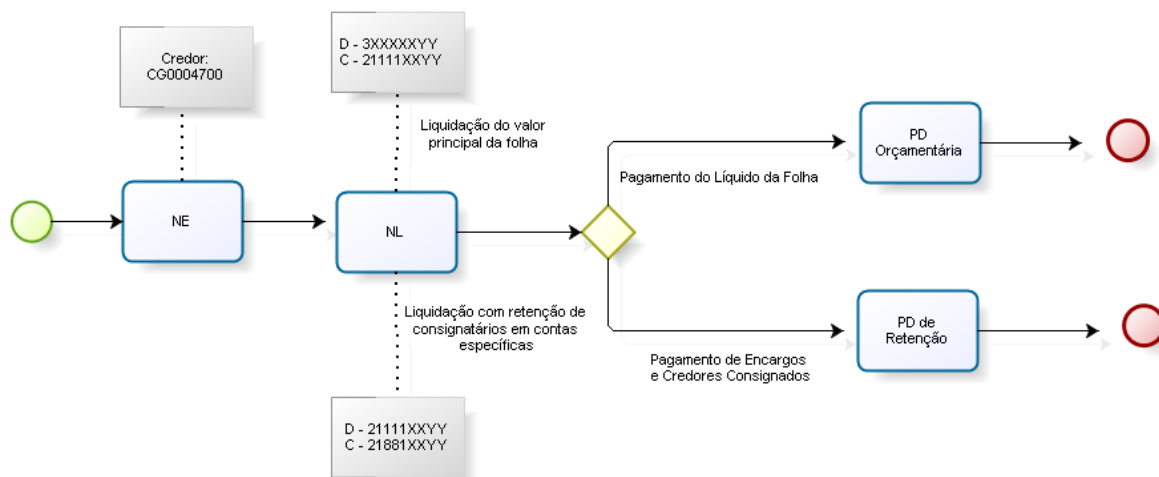 Credor:
CG0004700
D - 3XXXXXYY
C - 21111XXYY
Liquidação do valor
principal da folha
NE
NL
Liquidação com retenção de
consignatários em contas
específicas
D - 21111XXYY
C - 21881XXYY
Pagamento do Líquido da Folha
PD
Orçamentária
Pagamento de Encargos
e Credores Consignados
PD de
Retenção